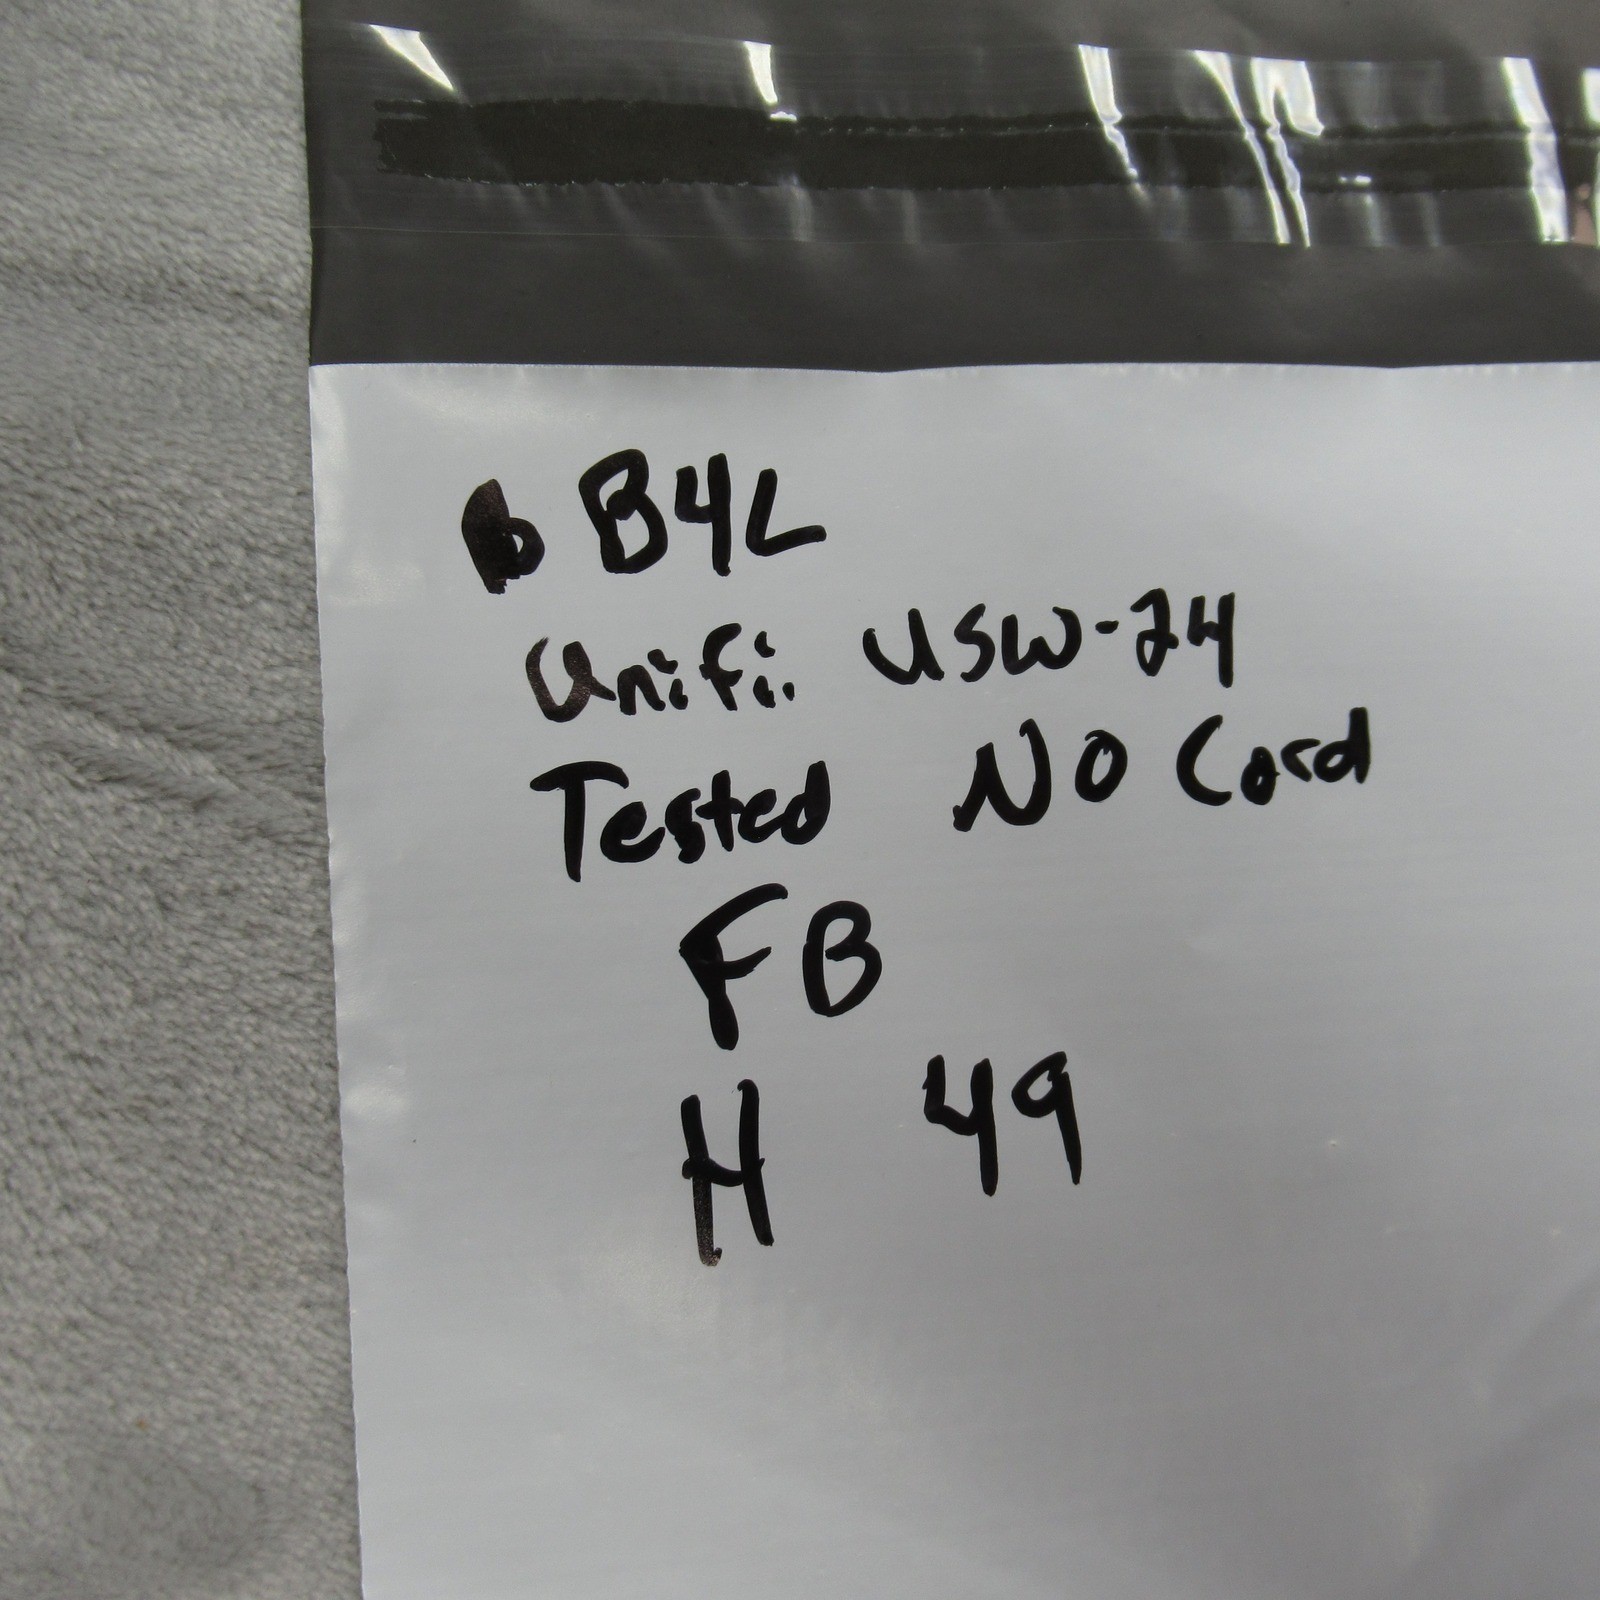 B4L
Unifi USW-24
Tested No Cord
FB
H 49